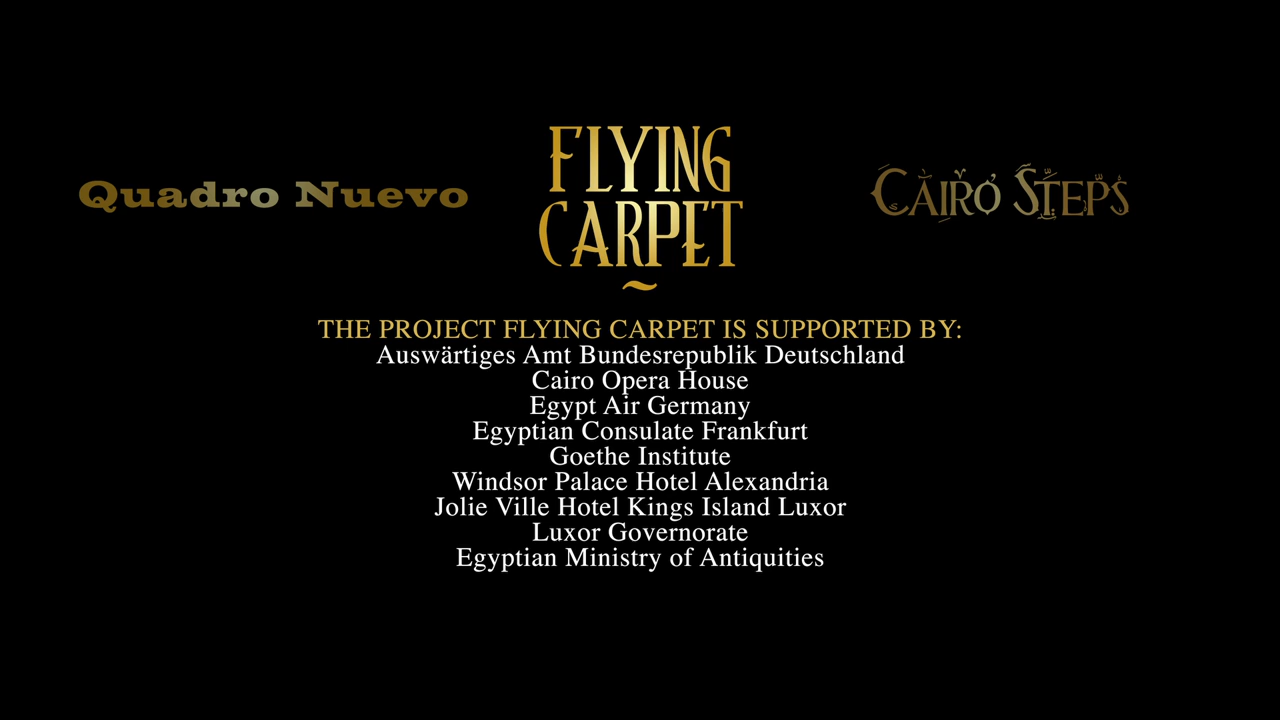 Quadro Nuevo
FLYING
CARPET
~
CAIRO STEPS
THE PROJECT FLYING CARPET IS SUPPORTED BY:
Auswärtiges Amt Bundesrepublik Deutschland
Cairo Opera House
Egypt Air Germany
Egyptian Consulate Frankfurt
Goethe Institute
Windsor Palace Hotel Alexandria
Jolie Ville Hotel Kings Island Luxor
Luxor Governorate
Egyptian Ministry of Antiquities